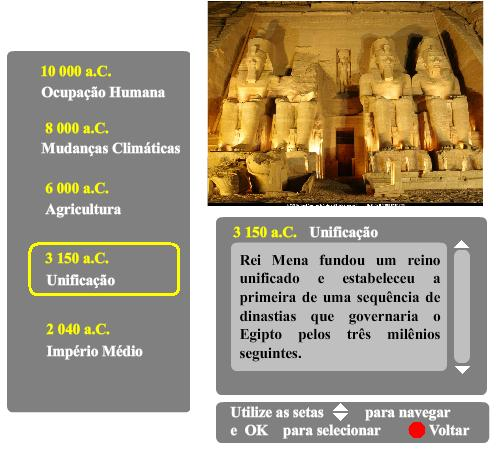 10 000 a.C.
Ocupação Humana
8 000 a.C.
Mudanças Climáticas
6 000 a.C.
Agricultura
3 150 a.C.
Unificação
2 040 a.C.
Império Médio
3 150 a.C. Unificação
Rei Mena fundou um reino
unificado e estabeleceu a
primeira de uma sequência de
dinastias que governaria o
Egipto pelos três milênios
seguintes.
Utilize as setas para navegar
e OK para selecionar Voltar